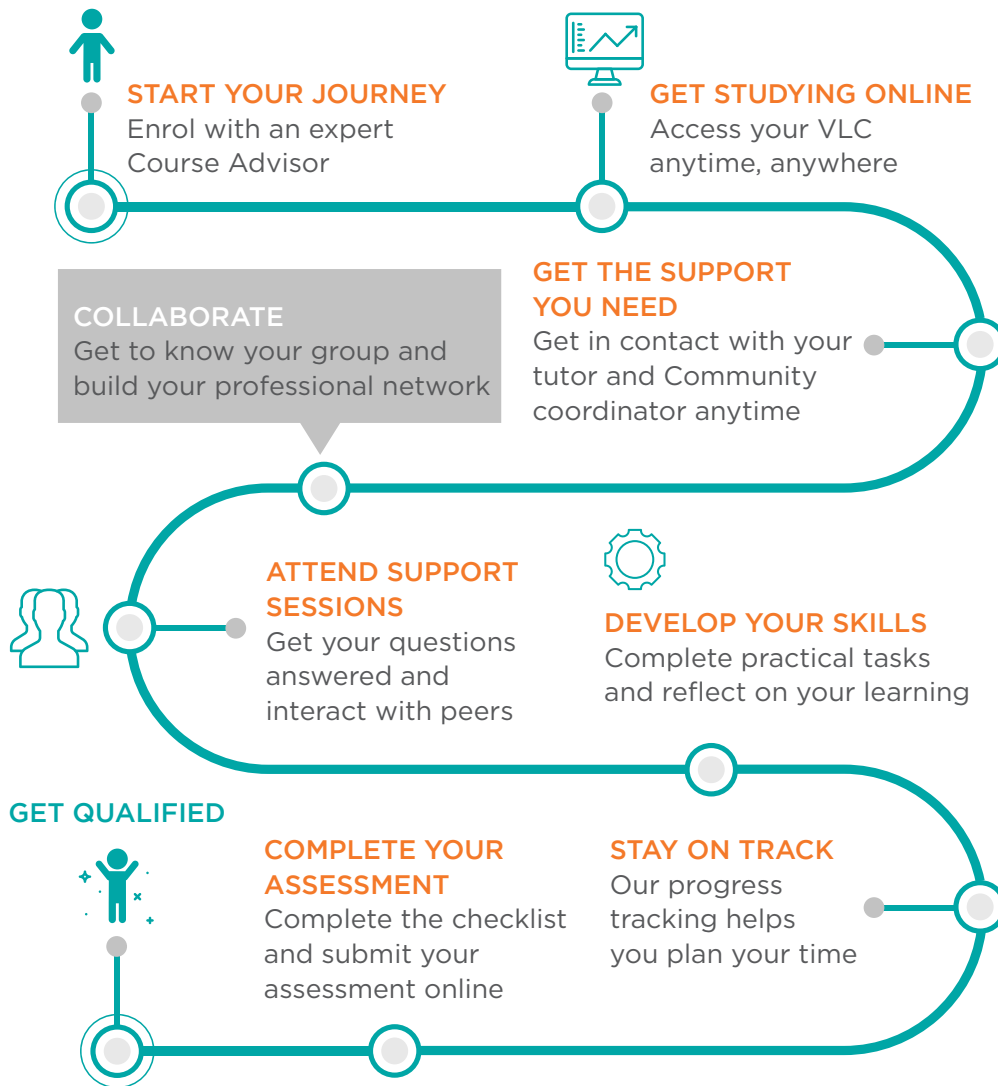 START YOUR JOURNEY
Enrol with an expert
Course Advisor
GET STUDYING ONLINE
Access your VLC
anytime, anywhere
GET THE SUPPORT
YOU NEED
Get in contact with your
tutor and Community
coordinator anytime
COLLABORATE
Get to know your group and
build your professional network
ATTEND SUPPORT
SESSIONS
Get your questions
answered and
interact with peers
DEVELOP YOUR SKILLS
Complete practical tasks
and reflect on your learning
STAY ON TRACK
Our progress
tracking helps
you plan your time
COMPLETE YOUR
ASSESSMENT
Complete the checklist
and submit your
assessment online
GET QUALIFIED